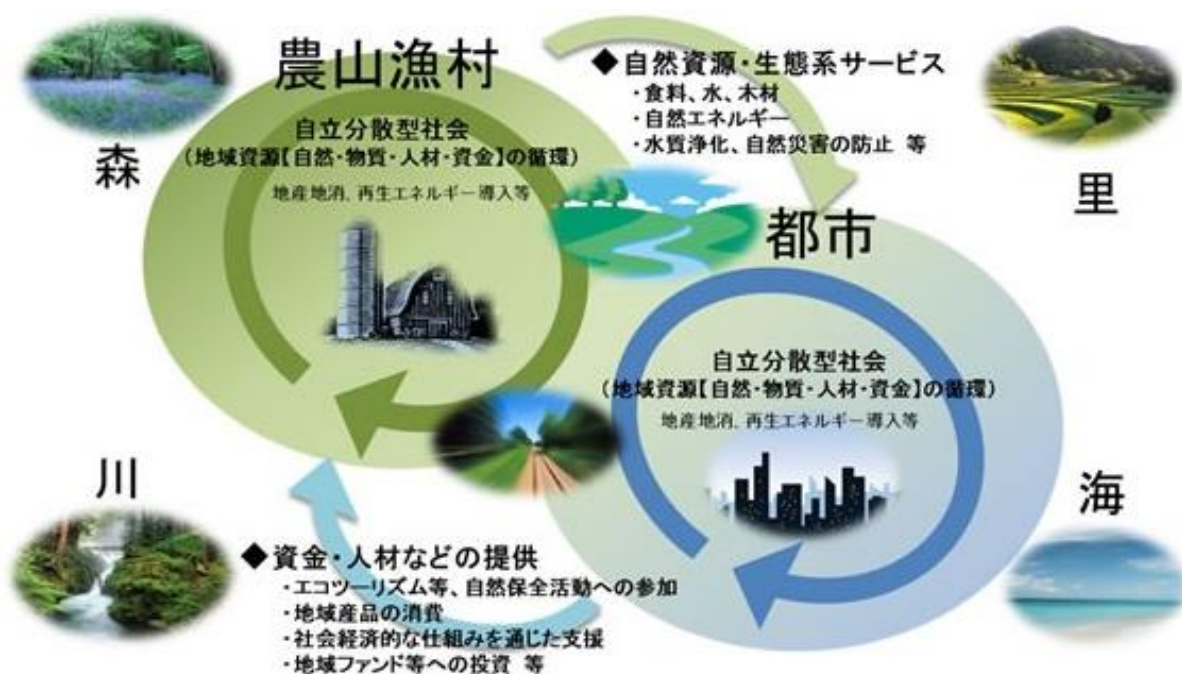 農山漁村
自立分散型社会
(地域資源【自然・物質・人材・資金】の循環)
地産地消、再生エネルギー導入等
森
◆自然資源・生態系サービス
・食料、水、木材
・自然エネルギー
・水質浄化、自然災害の防止 等
里
都市
自立分散型社会
(地域資源【自然・物質・人材・資金】の循環)
地産地消、再生エネルギー導入等
川
◆資金・人材などの提供
・エコツーリズム等、自然保全活動への参加
・地域産品の消費
・社会経済的な仕組みを通じた支援
・地域ファンド等への投資 等
海